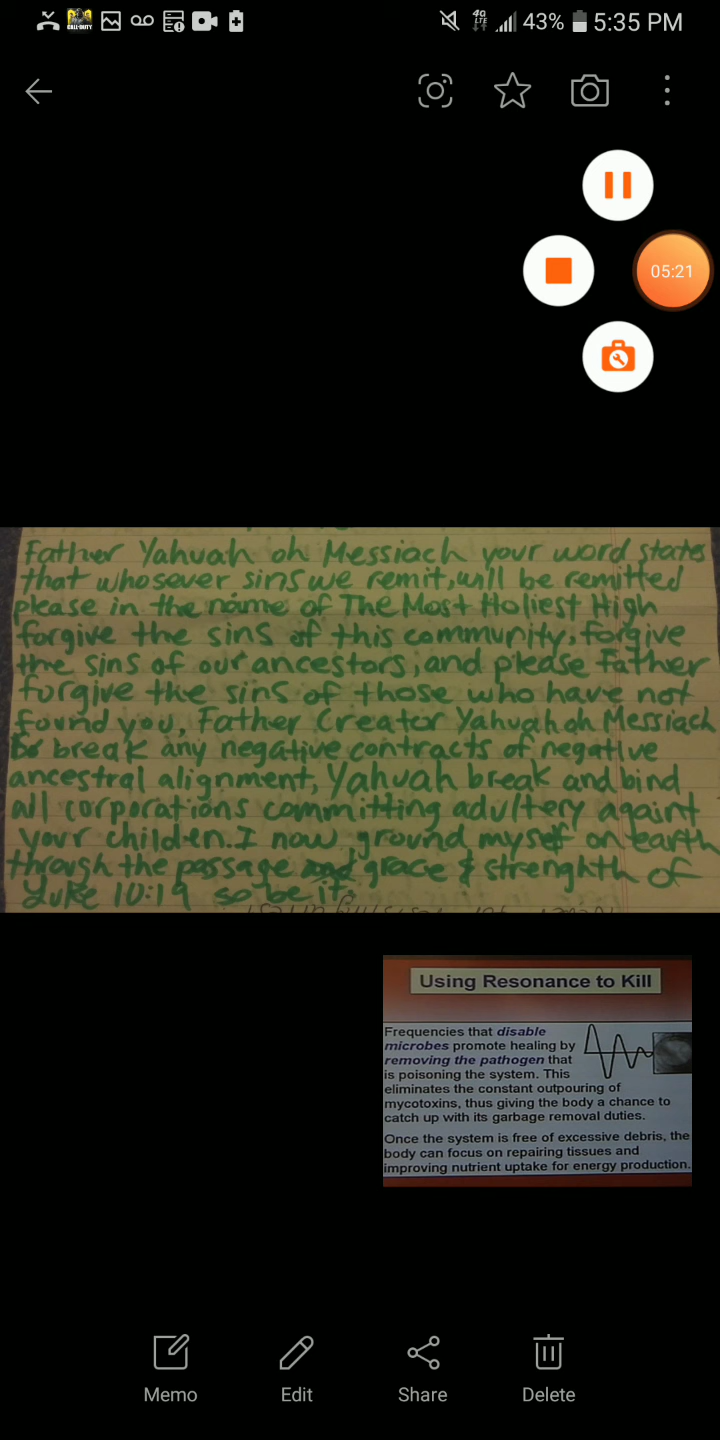 43% 5:35 PM
05:21
Father Yahuah oh Messiach your word states
that whosever sins we remit, will be remitted
please in the name of The Most Holiest High
forgive the sins of this community, forgive
the sins of our ancestors, and please Father
forgive the sins of those who have not
found you, Father Creator Yahuah oh Messiach
break any negative contracts of negative
ancestral alignment, Yahuah break and bind
all corporations committing adultery againt
your children. I now ground myself on earth
through the passage grace & strenghth of
Luke 10:19 so be it.
Using Resonance to Kill
Frequencies that disable
microbes promote healing by
removing the pathogen that
is poisoning the system. This
eliminates the constant outpouring of
mycotoxins, thus giving the body a chance to
catch up with its garbage removal duties.
Once the system is free of excessive debris, the
body can focus on repairing tissues and
improving nutrient uptake for energy production.
Memo Edit Share Delete